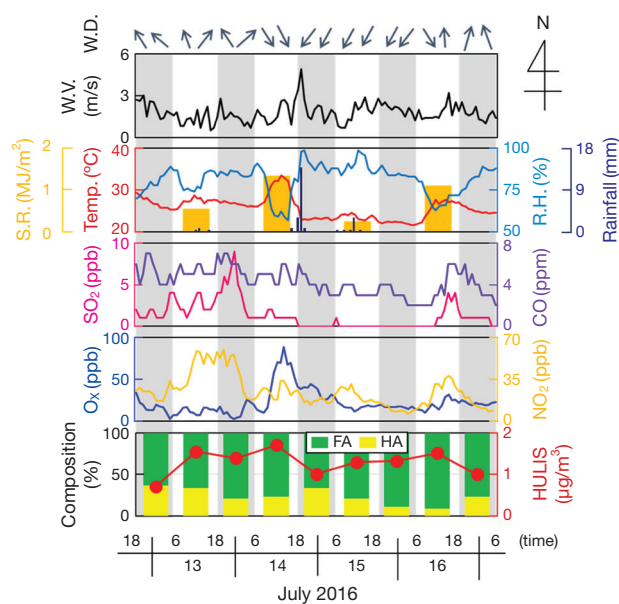 W.D.
N
W.V.
(m/s)
6
3
0
S.R. (MJ/m²)
2
1
0
Temp. (ºC)
40
30
20
100
75
50
R.H. (%)
18
9
0
Rainfall (mm)
SO₂ (ppb)
10
5
0
8
4
0
CO (ppm)
Oₓ (ppb)
100
50
0
70
35
0
NO₂ (ppb)
Composition
(%)
100
50
0
FA HA
2
1
0
HULIS
(μg/m³)
18 6 18 6 18 6 18 6 18 6 (time)
13 14 15 16
July 2016